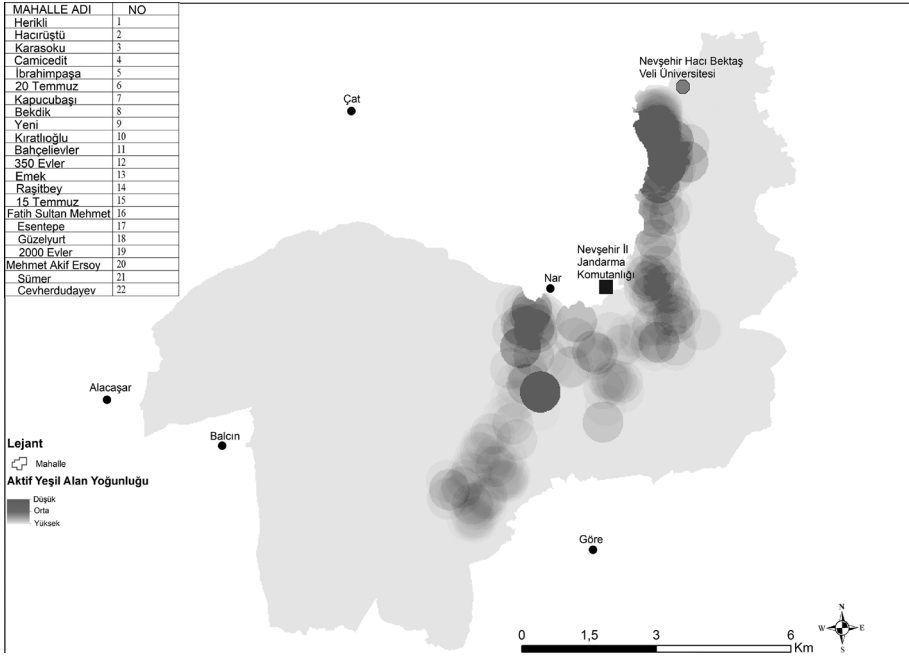 MAHALLE ADI NO
Herikli 1
Hacırüştü 2
Karasoku 3
Camicedit 4
İbrahimpaşa 5
20 Temmuz 6
Kapucubaşı 7
Bekdik 8
Yeni 9
Kıratlıoğlu 10
Bahçelievler 11
350 Evler 12
Emek 13
Raşitbey 14
15 Temmuz 15
Fatih Sultan Mehmet 16
Esentepe 17
Güzelyurt 18
2000 Evler 19
Mehmet Akif Ersoy 20
Sümer 21
Cevherdudayev 22
Nevşehir Hacı Bektaş
Veli Üniversitesi
Çat
Nevşehir İl
Jandarma
Komutanlığı
Nar
Alacaşar
Balcın
Göre
Lejant
Mahalle
Aktif Yeşil Alan Yoğunluğu
Düşük
Orta
Yüksek
0 1,5 3 6
Km
N
W E
S